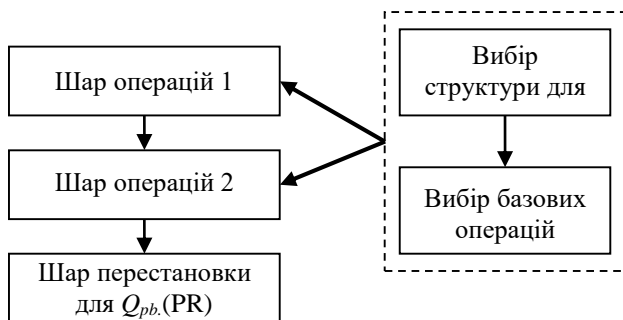 Шар операцій 1
Шар операцій 2
Шар перестановки
для Qpb.(PR)
Вибір
структури для
Вибір базових
операцій